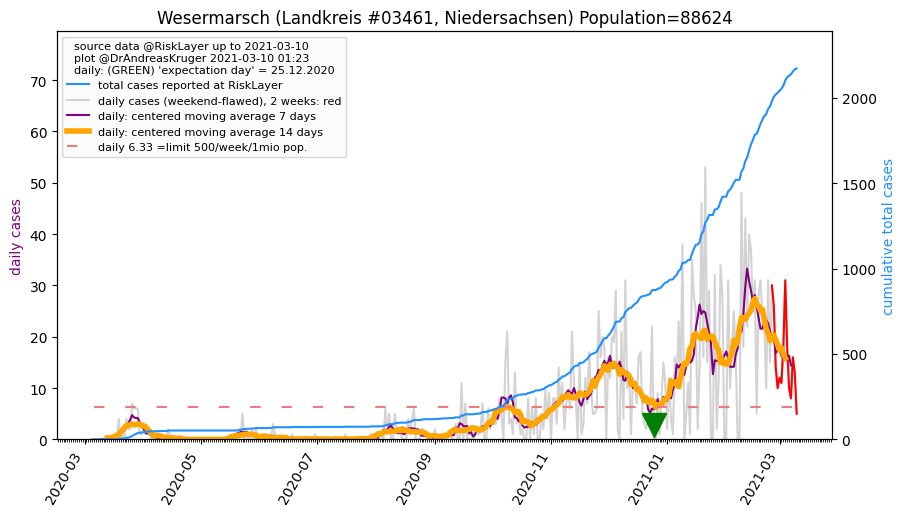 Wesermarsch (Landkreis #03461, Niedersachsen) Population=88624
source data @RiskLayer up to 2021-03-10
plot @DrAndreasKruger 2021-03-10 01:23
daily: (GREEN) 'expectation day' = 25.12.2020
total cases reported at RiskLayer
daily cases (weekend-flawed), 2 weeks: red
daily: centered moving average 7 days
daily: centered moving average 14 days
daily 6.33 =limit 500/week/1mio pop.
daily cases
70
60
50
40
30
20
10
0
cumulative total cases
2000
1500
1000
500
0
2020-03
2020-05
2020-07
2020-09
2020-11
2021-01
2021-03